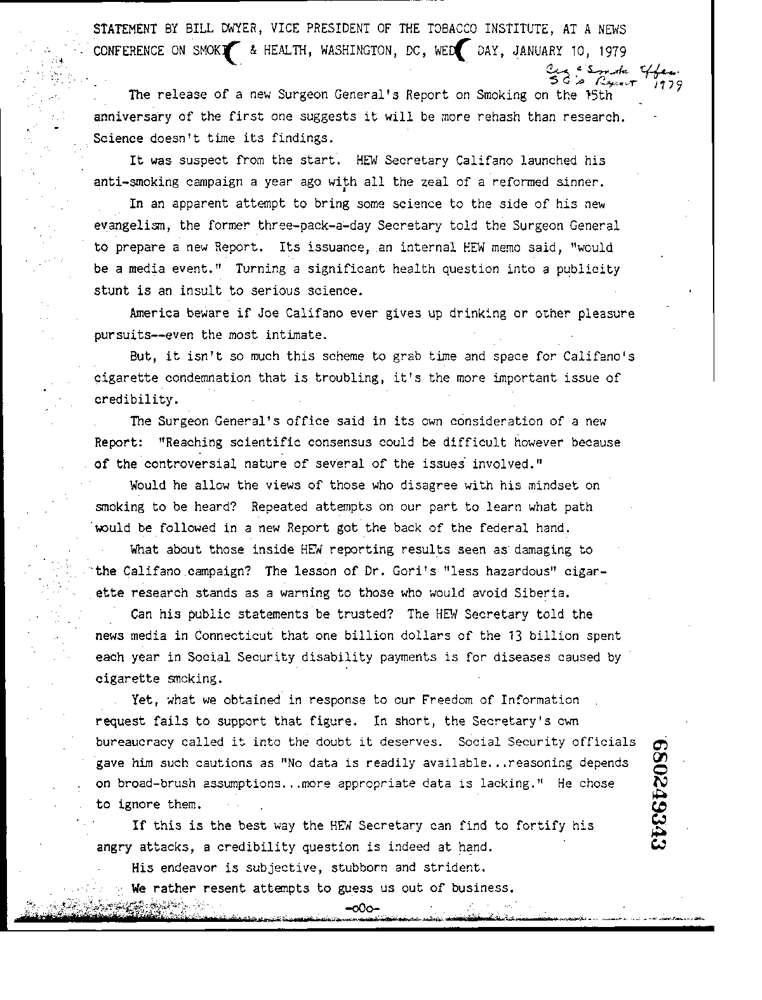 STATEMENT BY BILL DWYER, VICE PRESIDENT OF THE TOBACCO INSTITUTE, AT A NEWS
CONFERENCE ON SMOKI & HEALTH, WASHINGTON, DC, WED DAY, JANUARY 10, 1979
Cig & Smoke
SG's Report 1979
The release of a new Surgeon General's Report on Smoking on the 15th
anniversary of the first one suggests it will be more rehash than research.
Science doesn't time its findings.
It was suspect from the start. HEW Secretary Califano launched his
anti-smoking campaign a year ago with all the zeal of a reformed sinner.
In an apparent attempt to bring some science to the side of his new
evangelism, the former three-pack-a-day Secretary told the Surgeon General
to prepare a new Report. Its issuance, an internal HEW memo said, "would
be a media event." Turning a significant health question into a publicity
stunt is an insult to serious science.
America beware if Joe Califano ever gives up drinking or other pleasure
pursuits--even the most intimate.
But, it isn't so much this scheme to grab time and space for Califano's
cigarette condemnation that is troubling, it's the more important issue of
credibility.
The Surgeon General's office said in its own consideration of a new
Report: "Reaching scientific consensus could be difficult however because
of the controversial nature of several of the issues involved."
Would he allow the views of those who disagree with his mindset on
smoking to be heard? Repeated attempts on our part to learn what path
would be followed in a new Report got the back of the federal hand.
What about those inside HEW reporting results seen as damaging to
the Califano campaign? The lesson of Dr. Gori's "less hazardous" cigar-
ette research stands as a warning to those who would avoid Siberia.
Can his public statements be trusted? The HEW Secretary told the
news media in Connecticut that one billion dollars of the 13 billion spent
each year in Social Security disability payments is for diseases caused by
cigarette smoking.
Yet, what we obtained in response to our Freedom of Information
request fails to support that figure. In short, the Secretary's own
bureaucracy called it into the doubt it deserves. Social Security officials
gave him such cautions as "No data is readily available...reasoning depends
on broad-brush assumptions...more appropriate data is lacking." He chose
to ignore them.
If this is the best way the HEW Secretary can find to fortify his
angry attacks, a credibility question is indeed at hand.
His endeavor is subjective, stubborn and strident.
We rather resent attempts to guess us out of business.
-o0o-
680249343